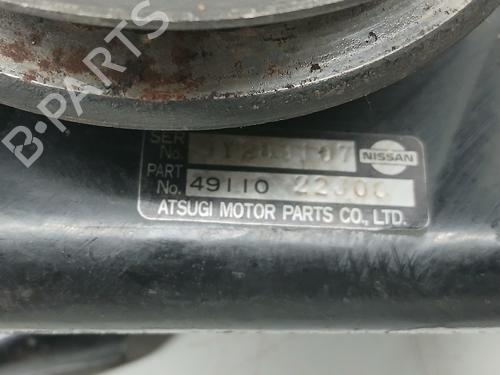 B-PARTS
SER
No.
NISSAN
PART
No. 49110
ATSUGI MOTOR PARTS CO., LTD.